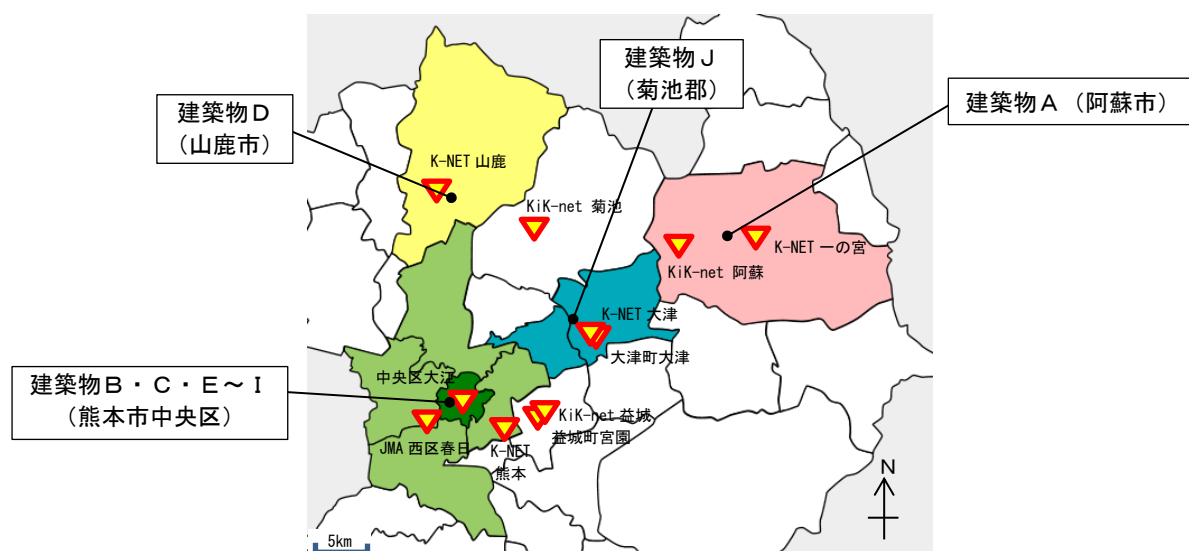 建築物Ｊ
（菊池郡）
建築物Ａ（阿蘇市）
建築物Ｄ
（山鹿市）
K-NET 山鹿
KiK-net 菊池
K-NET 一の宮
KiK-net 阿蘇
K-NET 大津
大津町大津
建築物Ｂ・Ｃ・Ｅ～Ｉ
（熊本市中央区）
中央区大江
KiK-net 益城
益城町宮園
JMA 西区春日
K-NET
熊本
N
5km